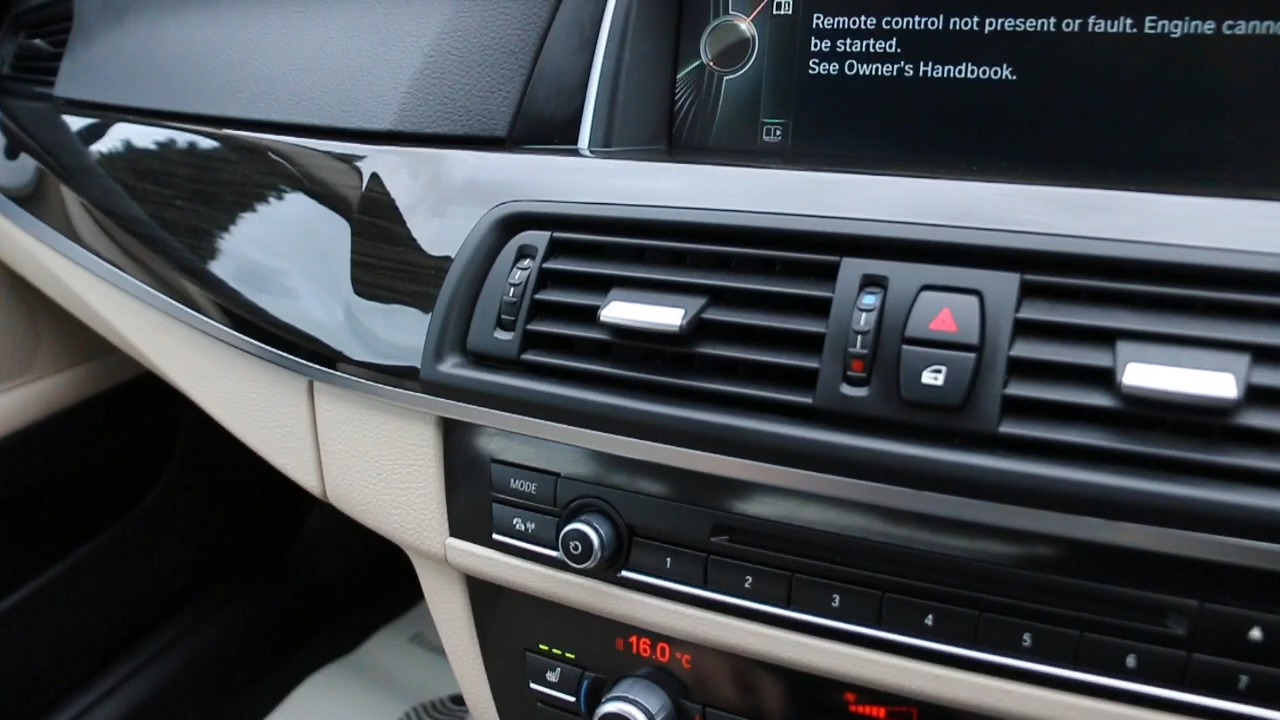 Remote control not present or fault. Engine cann
be started.
See Owner's Handbook.
MODE
1
2
3
4
5
6
7
16.0 °C